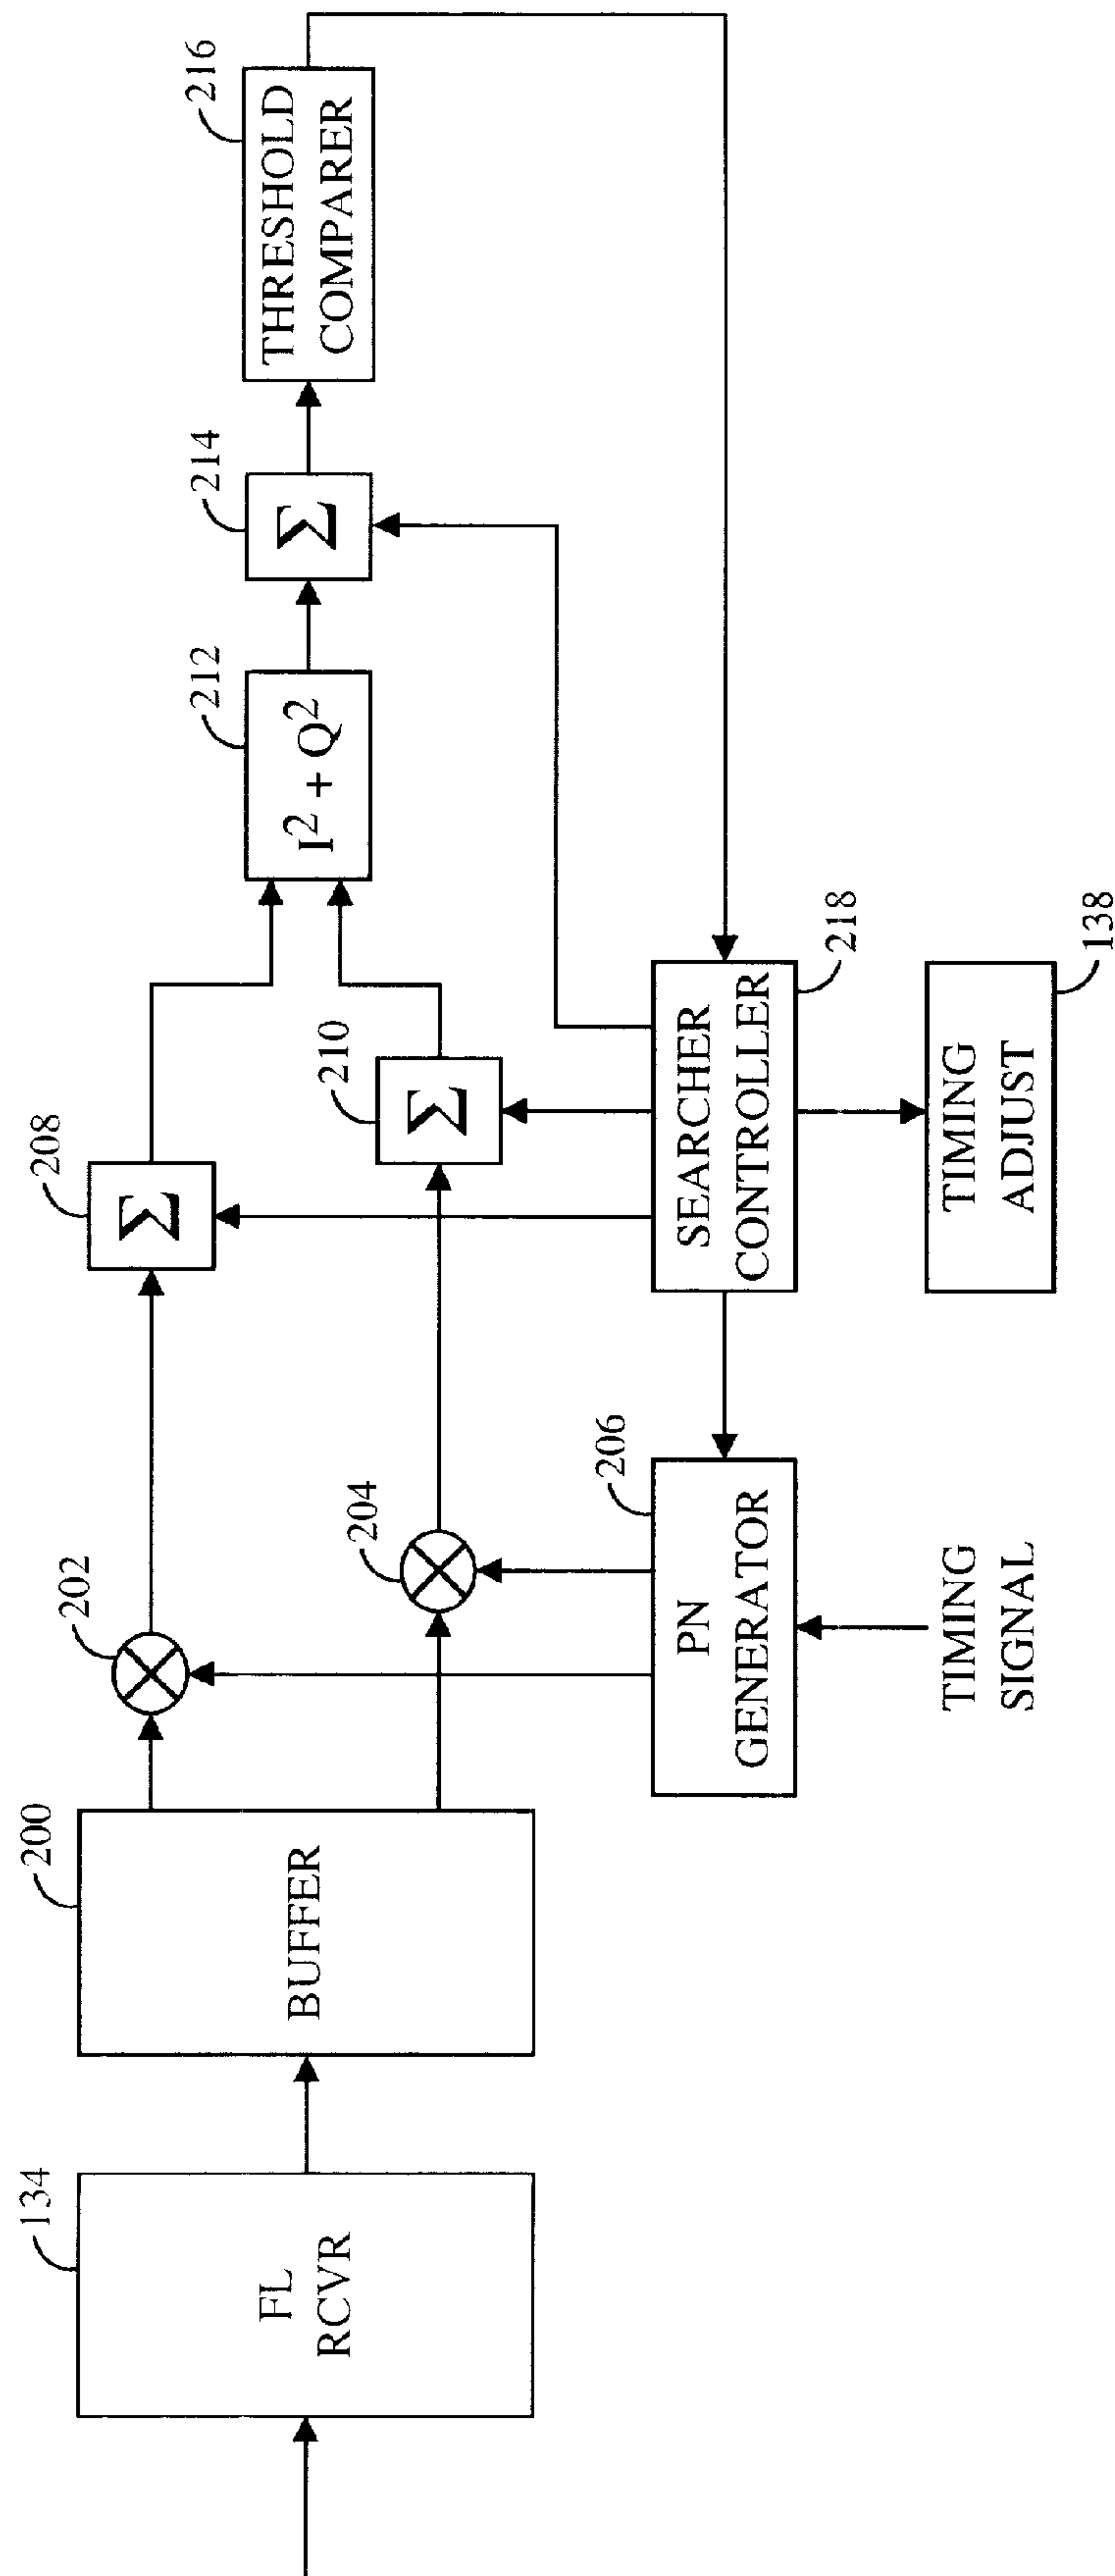 134
FL
RCVR
200
BUFFER
202
204
206
PN
GENERATOR
TIMING
SIGNAL
208
Σ
210
Σ
212
I² + Q²
214
Σ
216
THRESHOLD
COMPARER
SEARCHER
CONTROLLER
218
TIMING
ADJUST
138